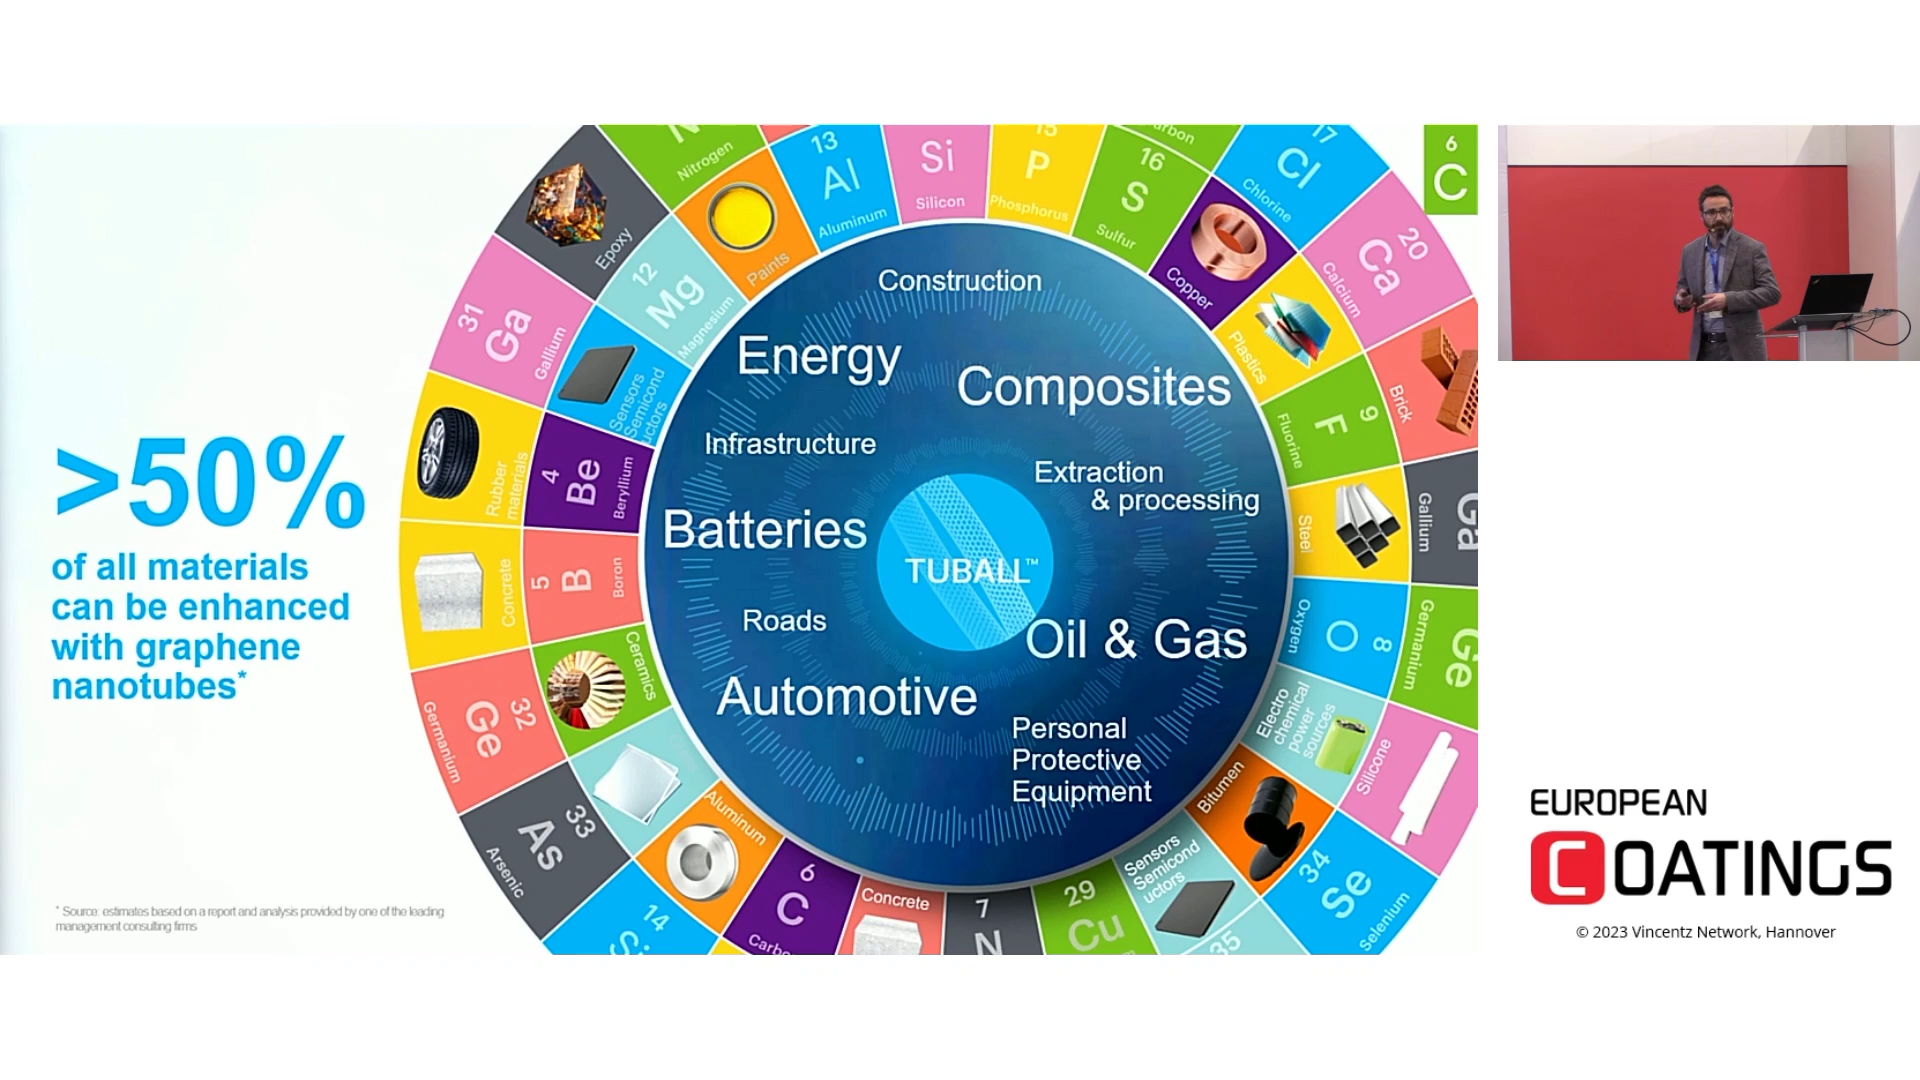 >50%
of all materials
can be enhanced
with graphene
nanotubes*
* Source: estimates based on a report and analysis provided by one of the leading
management consulting firms
Construction
Energy
Composites
Infrastructure
Extraction
& processing
Batteries
TUBALL™
Roads
Oil & Gas
Automotive
Personal
Protective
Equipment
N
Nitrogen
13
Al
Aluminum
Si
Silicon
15
P
Phosphorus
16
S
Sulfur
17
Cl
Chlorine
6
C
20
Ca
Calcium
Copper
Plastics
Brick
9
F
Fluorine
Steel
Gallium
Ga
Oxygen
O
8
Germanium
Ge
Electro
chemical
power
sources
Silicone
Bitumen
34
Se
Selenium
Sensors
Semicond
uctors
35
29
Cu
7
N
Concrete
6
C
Aluminum
14
33
As
Arsenic
Ceramics
32
Ge
Germanium
5
B
Boron
Concrete
4
Be
Beryllium
Rubber
materials
Sensors
Semicond
uctors
31
Ga
Gallium
12
Mg
Magnesium
Epoxy
Paints
EUROPEAN
COATINGS
© 2023 Vincentz Network, Hannover